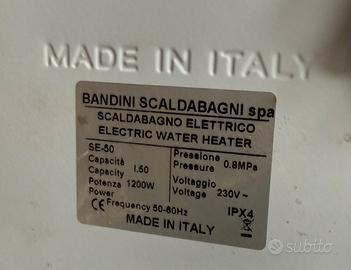 MADE IN ITALY
BANDINI SCALDABAGNI spa
SCALDABAGNO ELETTRICO
ELECTRIC WATER HEATER
SE-50
Capacità
Capacity l.50
Potenza 1200W
Power
Pressione
Pressure 0.8MPa
Voltaggio
Voltage 230V~
CE Frequency 50-60Hz IPX4
MADE IN ITALY
subito